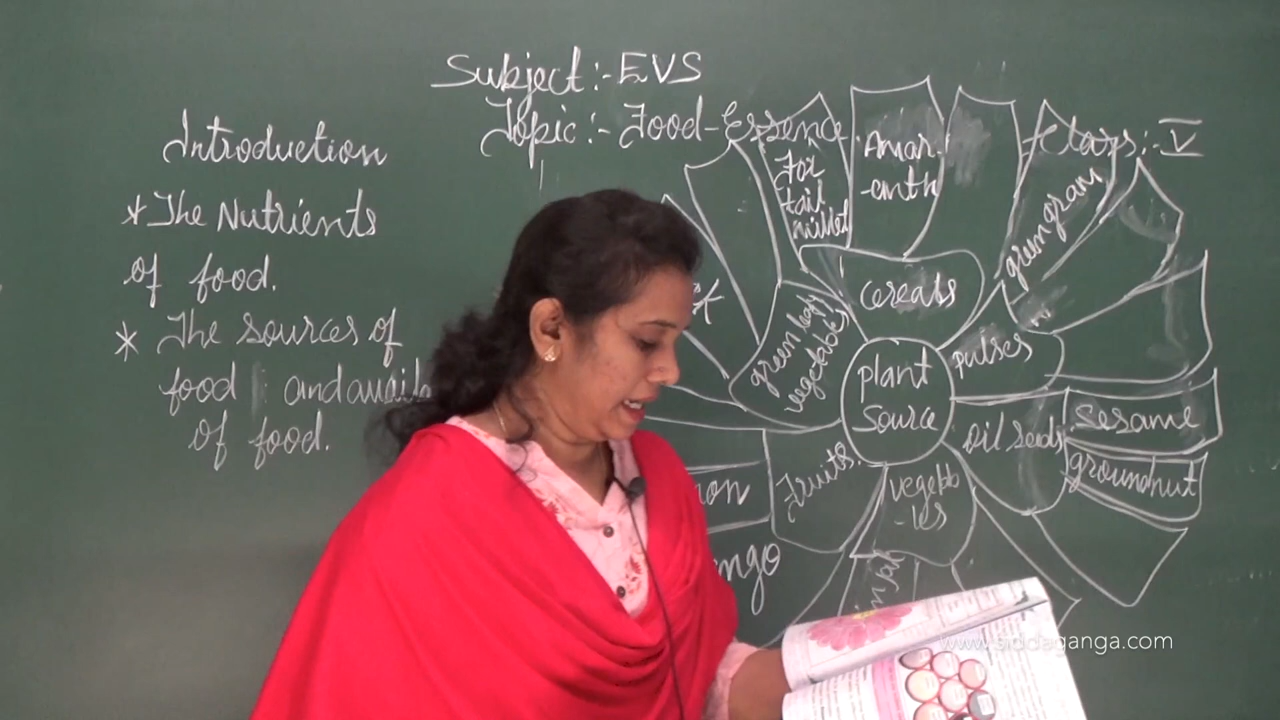 Subject:- EVS
Topic:- Food-Essence
Class:- V
Introduction
* The Nutrients
of food.
* The sources of
food and
of food.
plant
source
cereals
Amar-
-anth
Fox
tail
millet
green leafy
vegetables
pulses
green gram
oil seeds
sesame
groundnut
vegetab
-les
fruits
www.siddaganga.com